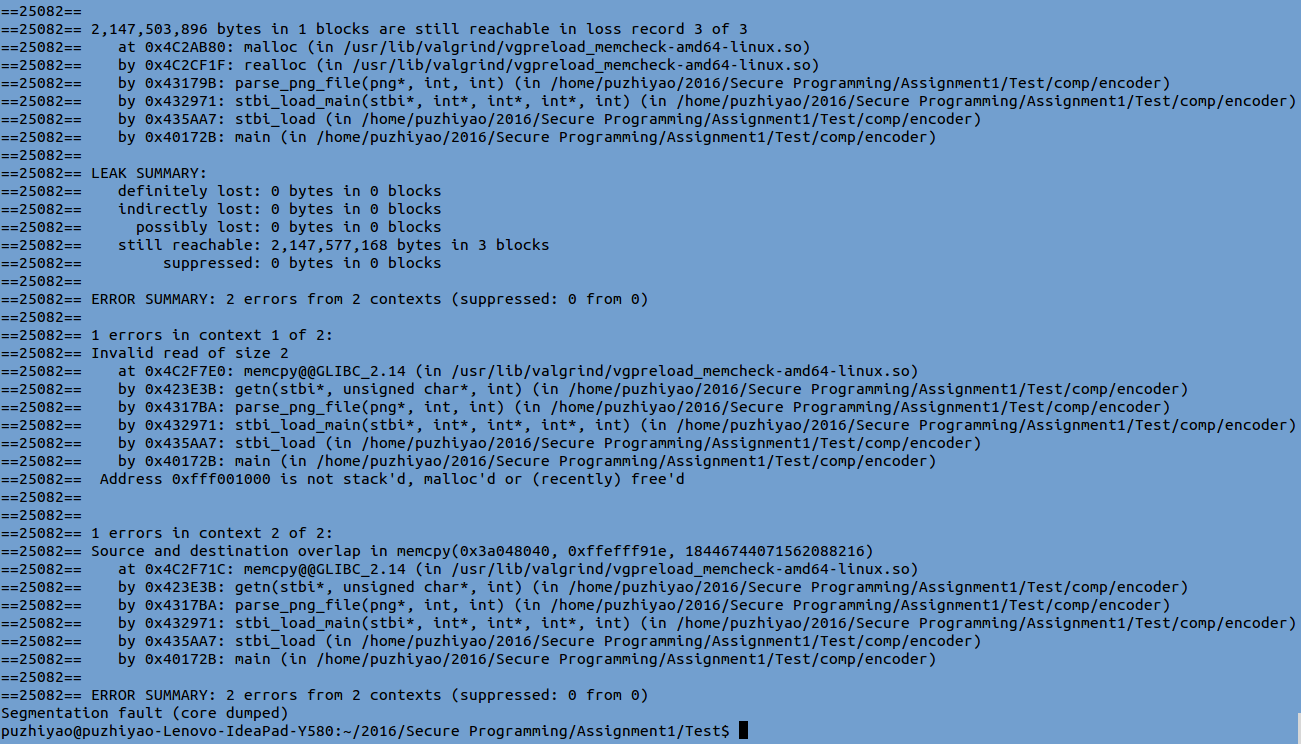 ==25082==
==25082== 2,147,503,896 bytes in 1 blocks are still reachable in loss record 3 of 3
==25082==    at 0x4C2AB80: malloc (in /usr/lib/valgrind/vgpreload_memcheck-amd64-linux.so)
==25082==    by 0x4C2CF1F: realloc (in /usr/lib/valgrind/vgpreload_memcheck-amd64-linux.so)
==25082==    by 0x43179B: parse_png_file(png*, int, int) (in /home/puzhiyao/2016/Secure Programming/Assignment1/Test/comp/encoder)
==25082==    by 0x432971: stbi_load_main(stbi*, int*, int*, int*, int) (in /home/puzhiyao/2016/Secure Programming/Assignment1/Test/comp/encoder)
==25082==    by 0x435AA7: stbi_load (in /home/puzhiyao/2016/Secure Programming/Assignment1/Test/comp/encoder)
==25082==    by 0x40172B: main (in /home/puzhiyao/2016/Secure Programming/Assignment1/Test/comp/encoder)
==25082==
==25082== LEAK SUMMARY:
==25082==    definitely lost: 0 bytes in 0 blocks
==25082==    indirectly lost: 0 bytes in 0 blocks
==25082==      possibly lost: 0 bytes in 0 blocks
==25082==    still reachable: 2,147,577,168 bytes in 3 blocks
==25082==         suppressed: 0 bytes in 0 blocks
==25082==
==25082== ERROR SUMMARY: 2 errors from 2 contexts (suppressed: 0 from 0)
==25082==
==25082== 1 errors in context 1 of 2:
==25082== Invalid read of size 2
==25082==    at 0x4C2F7E0: memcpy@@GLIBC_2.14 (in /usr/lib/valgrind/vgpreload_memcheck-amd64-linux.so)
==25082==    by 0x423E3B: getn(stbi*, unsigned char*, int) (in /home/puzhiyao/2016/Secure Programming/Assignment1/Test/comp/encoder)
==25082==    by 0x4317BA: parse_png_file(png*, int, int) (in /home/puzhiyao/2016/Secure Programming/Assignment1/Test/comp/encoder)
==25082==    by 0x432971: stbi_load_main(stbi*, int*, int*, int*, int) (in /home/puzhiyao/2016/Secure Programming/Assignment1/Test/comp/encoder)
==25082==    by 0x435AA7: stbi_load (in /home/puzhiyao/2016/Secure Programming/Assignment1/Test/comp/encoder)
==25082==    by 0x40172B: main (in /home/puzhiyao/2016/Secure Programming/Assignment1/Test/comp/encoder)
==25082==  Address 0xfff001000 is not stack'd, malloc'd or (recently) free'd
==25082==
==25082==
==25082== 1 errors in context 2 of 2:
==25082== Source and destination overlap in memcpy(0x3a048040, 0xffefff91e, 18446744071562088216)
==25082==    at 0x4C2F71C: memcpy@@GLIBC_2.14 (in /usr/lib/valgrind/vgpreload_memcheck-amd64-linux.so)
==25082==    by 0x423E3B: getn(stbi*, unsigned char*, int) (in /home/puzhiyao/2016/Secure Programming/Assignment1/Test/comp/encoder)
==25082==    by 0x4317BA: parse_png_file(png*, int, int) (in /home/puzhiyao/2016/Secure Programming/Assignment1/Test/comp/encoder)
==25082==    by 0x432971: stbi_load_main(stbi*, int*, int*, int*, int) (in /home/puzhiyao/2016/Secure Programming/Assignment1/Test/comp/encoder)
==25082==    by 0x435AA7: stbi_load (in /home/puzhiyao/2016/Secure Programming/Assignment1/Test/comp/encoder)
==25082==    by 0x40172B: main (in /home/puzhiyao/2016/Secure Programming/Assignment1/Test/comp/encoder)
==25082==
==25082== ERROR SUMMARY: 2 errors from 2 contexts (suppressed: 0 from 0)
Segmentation fault (core dumped)
puzhiyao@puzhiyao-Lenovo-IdeaPad-Y580:~/2016/Secure Programming/Assignment1/Test$